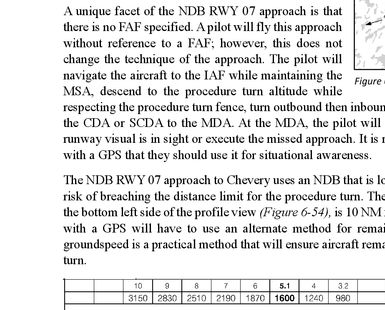 A unique facet of the NDB RWY 07 approach is that
there is no FAF specified. A pilot will fly this approach
without reference to a FAF; however, this does not
change the technique of the approach. The pilot will
navigate the aircraft to the IAF while maintaining the
MSA, descend to the procedure turn altitude while
Figure
respecting the procedure turn fence, turn outbound then inboun
the CDA or SCDA to the MDA. At the MDA, the pilot will
runway visual is in sight or execute the missed approach. It is r
with a GPS that they should use it for situational awareness.
The NDB RWY 07 approach to Chevery uses an NDB that is lo
risk of breaching the distance limit for the procedure turn. The
the bottom left side of the profile view (Figure 6-54), is 10 NM
with a GPS will have to use an alternate method for remai
groundspeed is a practical method that will ensure aircraft rema
turn.
10 9 8 7 6 5.1 4 3.2
3150 2830 2510 2190 1870 1600 1240 980